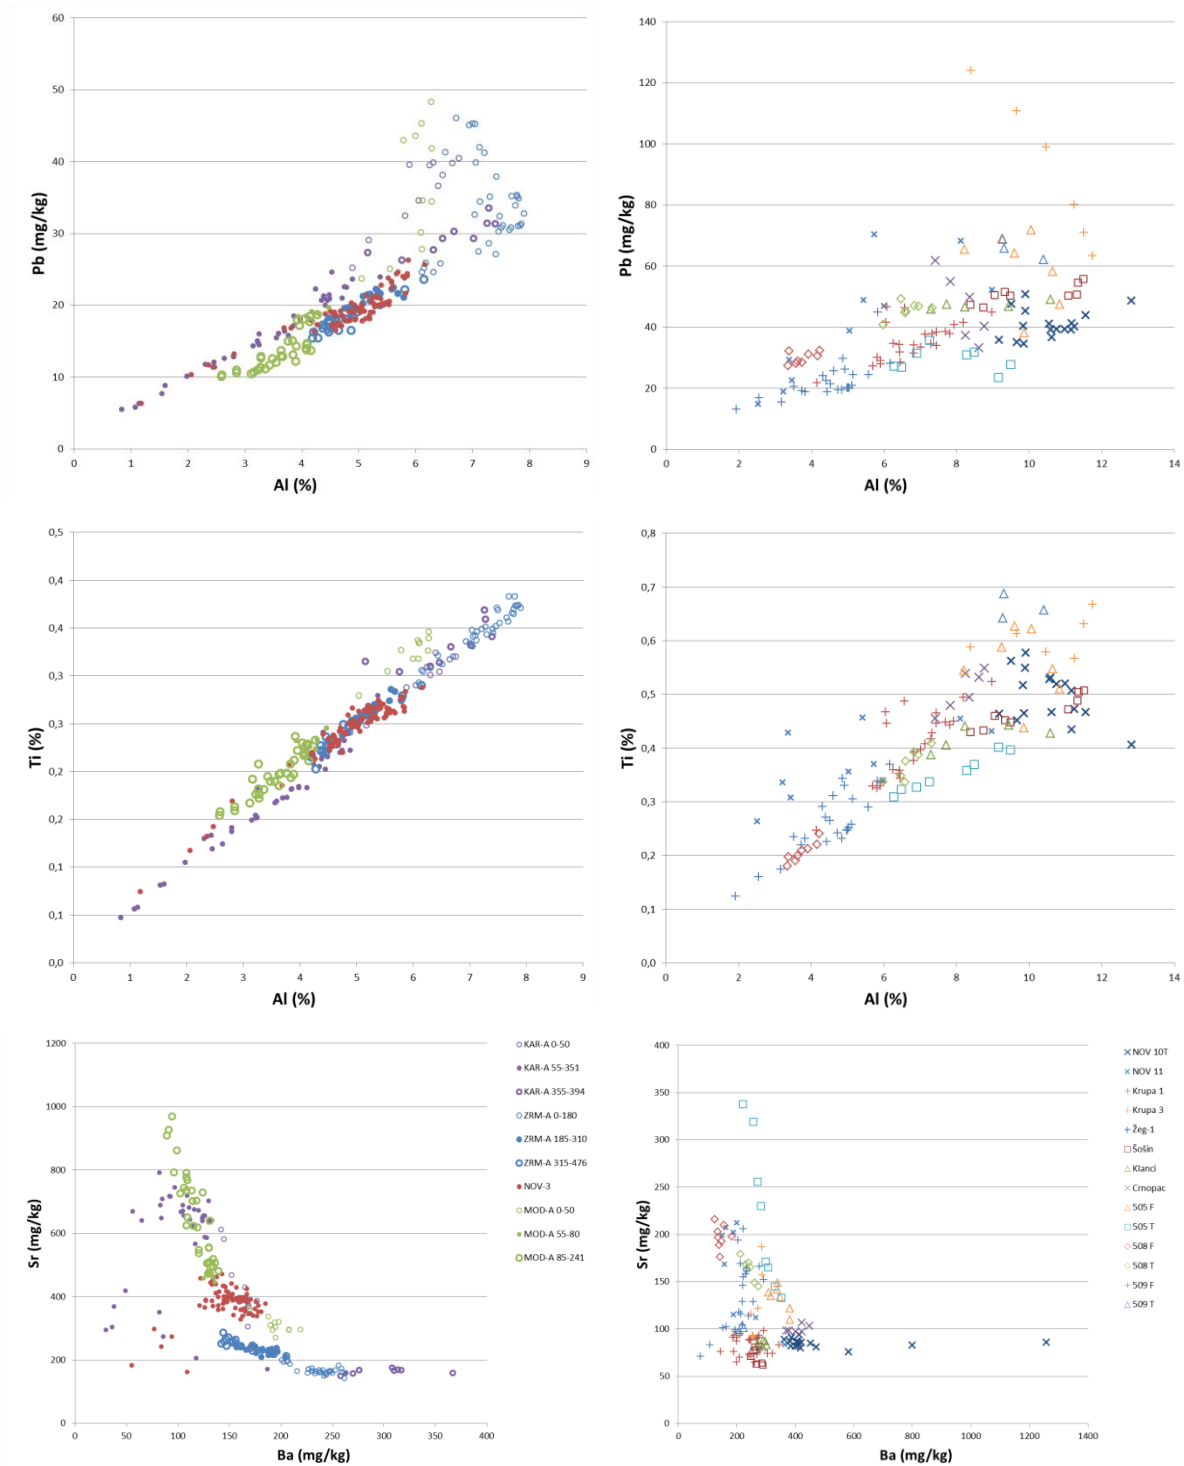 60
50
40
30
20
10
0
0 1 2 3 4 5 6 7 8 9
Pb (mg/kg)
Al (%)
140
120
100
80
60
40
20
0
0 2 4 6 8 10 12 14
Pb (mg/kg)
Al (%)
0,5
0,4
0,4
0,3
0,3
0,2
0,2
0,1
0,1
0,0
0 1 2 3 4 5 6 7 8 9
Ti (%)
Al (%)
0,8
0,7
0,6
0,5
0,4
0,3
0,2
0,1
0,0
0 2 4 6 8 10 12 14
Ti (%)
Al (%)
1200
1000
800
600
400
200
0
0 50 100 150 200 250 300 350 400
Sr (mg/kg)
Ba (mg/kg)
KAR-A 0-50
KAR-A 55-351
KAR-A 355-394
ZRM-A 0-180
ZRM-A 185-310
ZRM-A 315-476
NOV-3
MOD-A 0-50
MOD-A 55-80
MOD-A 85-241
400
350
300
250
200
150
100
50
0
0 200 400 600 800 1000 1200 1400
Sr (mg/kg)
Ba (mg/kg)
NOV 10T
NOV 11
Krupa 1
Krupa 3
Žeg-1
Šošin
Klanci
Crnopac
505 F
505 T
508 F
508 T
509 F
509 T